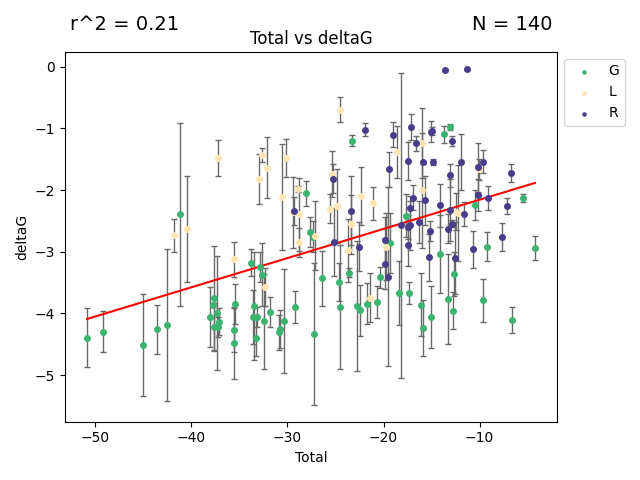 r^2 = 0.21
N = 140
Total vs deltaG
G
L
R
0
−1
−2
−3
−4
−5
deltaG
−50
−40
−30
−20
−10
Total